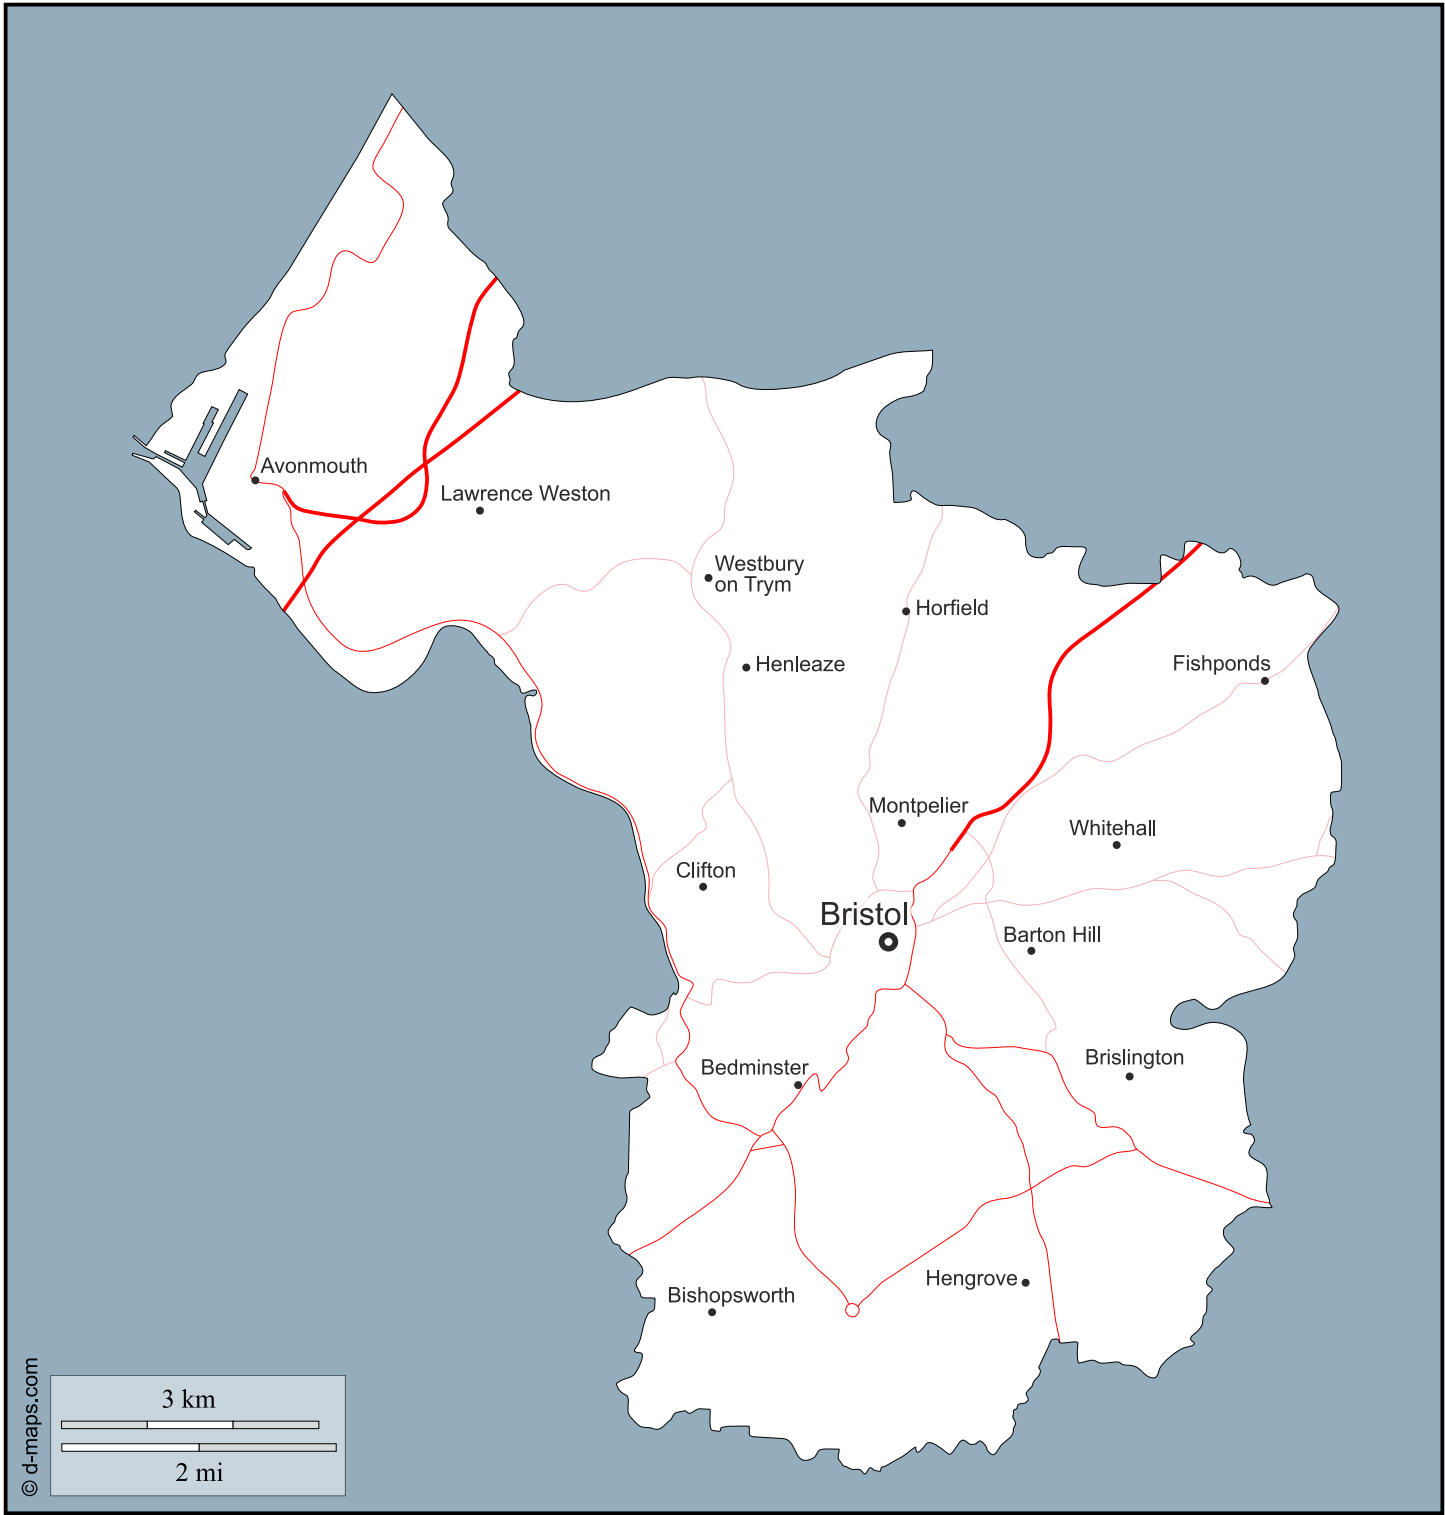 Avonmouth
Lawrence Weston
Westbury
on Trym
Horfield
Henleaze
Fishponds
Montpelier
Whitehall
Clifton
Bristol
Barton Hill
Brislington
Bedminster
Hengrove
Bishopsworth
3 km
2 mi
© d-maps.com